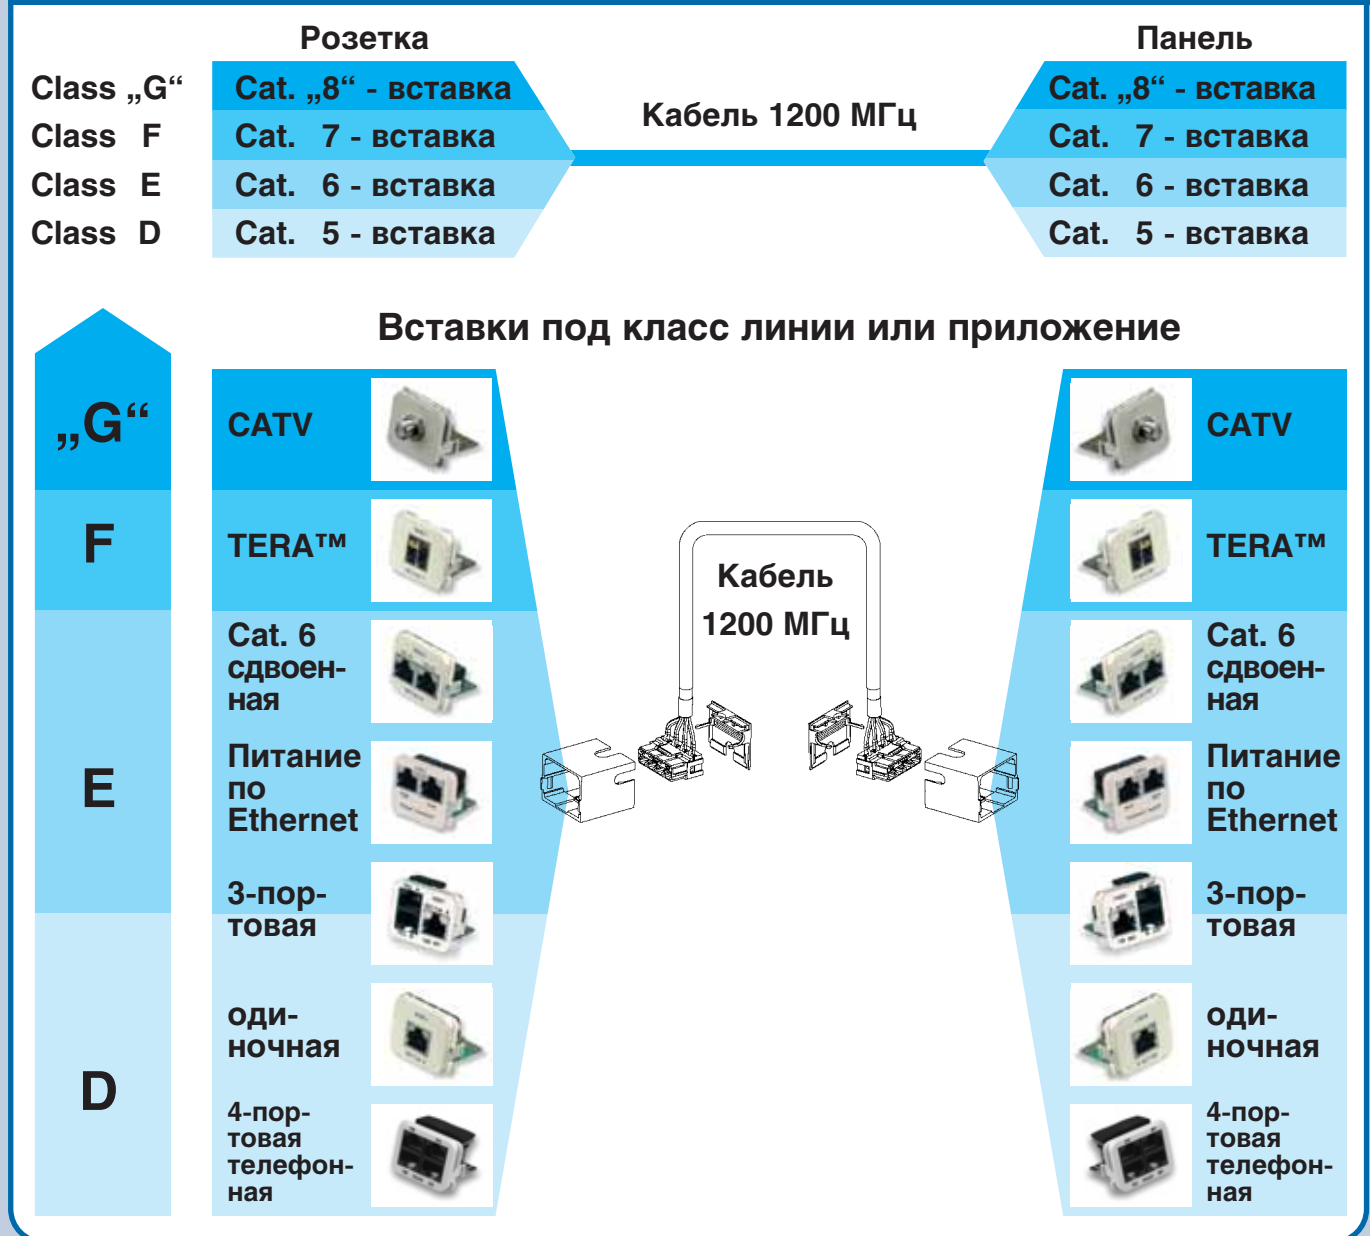 Розетка
Панель
Class „G“
Cat. „8“ - вставка
Кабель 1200 МГц
Cat. „8“ - вставка
Class F
Cat. 7 - вставка
Cat. 7 - вставка
Class E
Cat. 6 - вставка
Cat. 6 - вставка
Class D
Cat. 5 - вставка
Cat. 5 - вставка
Вставки под класс линии или приложение
„G“
CATV
CATV
F
TERA™
TERA™
Кабель
1200 МГц
E
Cat. 6
сдвоен-
ная
Cat. 6
сдвоен-
ная
Питание
по
Ethernet
Питание
по
Ethernet
3-пор-
товая
3-пор-
товая
D
оди-
ночная
оди-
ночная
4-пор-
товая
телефон-
ная
4-пор-
товая
телефон-
ная